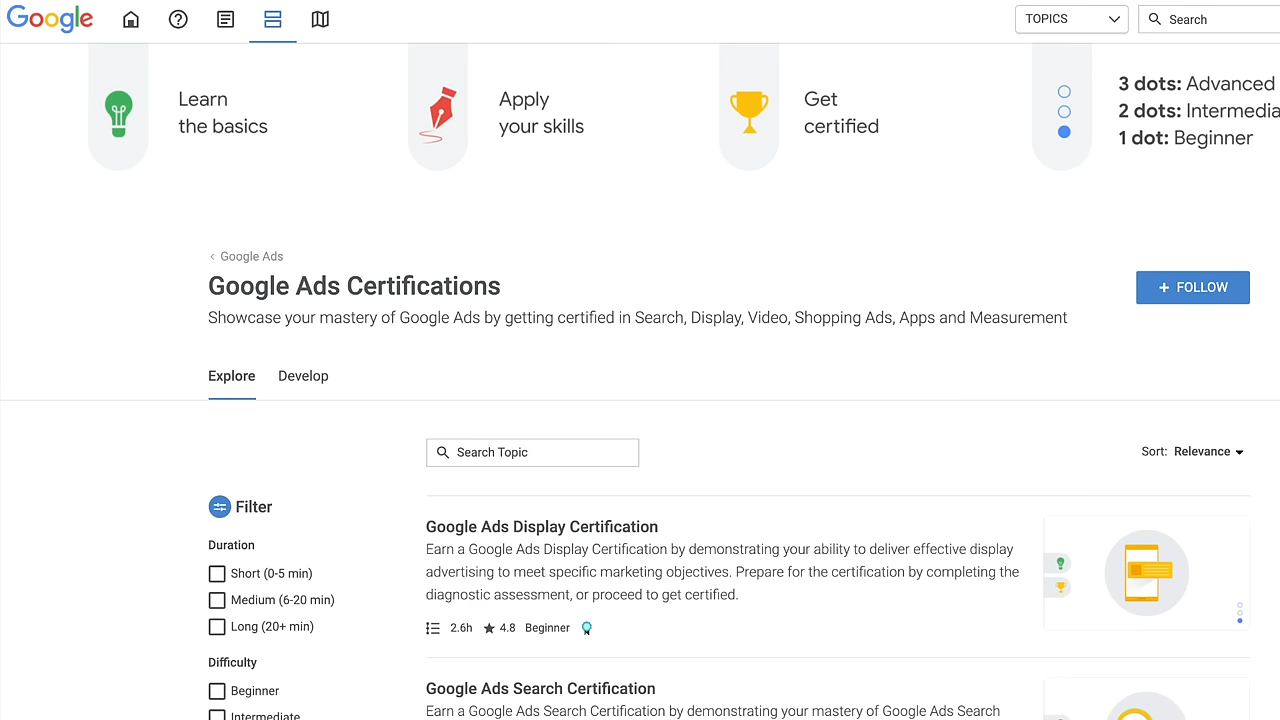 Google
TOPICS
Search
Learn
the basics
Apply
your skills
Get
certified
3 dots: Advanced
2 dots:
1 dot: Beginner
Google Ads
Google Ads Certifications
+ FOLLOW
Showcase your mastery of Google Ads by getting certified in Search, Display, Video, Shopping Ads, Apps and Measurement
Explore
Develop
Search Topic
Sort: Relevance
Filter
Duration
Short (0-5 min)
Medium (6-20 min)
Long (20+ min)
Difficulty
Beginner
Intermediate
Google Ads Display Certification
Earn a Google Ads Display Certification by demonstrating your ability to deliver effective display
advertising to meet specific marketing objectives. Prepare for the certification by completing the
diagnostic assessment, or proceed to get certified.
2.6h 4.8 Beginner
Google Ads Search Certification
Earn a Google Ads Search Certification by demonstrating your mastery of Google Ads Search